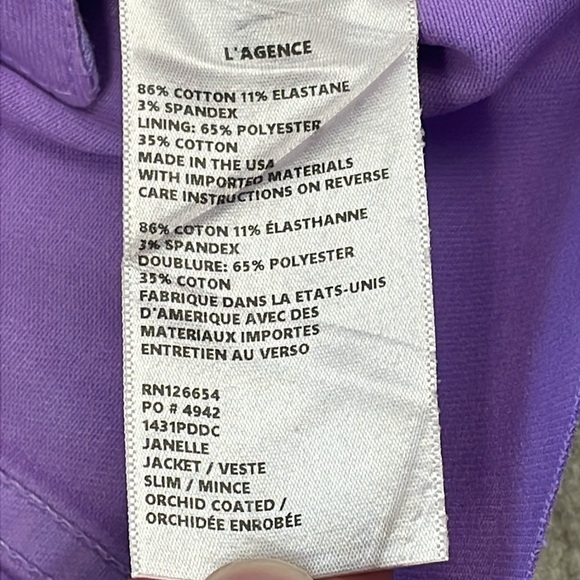 L'AGENCE
86% COTTON 11% ELASTANE
3% SPANDEX
LINING: 65% POLYESTER
35% COTTON
MADE IN THE USA
WITH IMPORTED MATERIALS
CARE INSTRUCTIONS ON REVERSE
86% COTON 11% ÉLASTHANNE
3% SPANDEX
DOUBLURE: 65% POLYESTER
35% COTON
FABRIQUE DANS LA ETATS-UNIS
D'AMERIQUE AVEC DES
MATERIAUX IMPORTES
ENTRETIEN AU VERSO
RN126654
PO # 4942
1431PDDC
JANELLE
JACKET / VESTE
SLIM / MINCE
ORCHID COATED /
ORCHIDÉE ENROBÉE